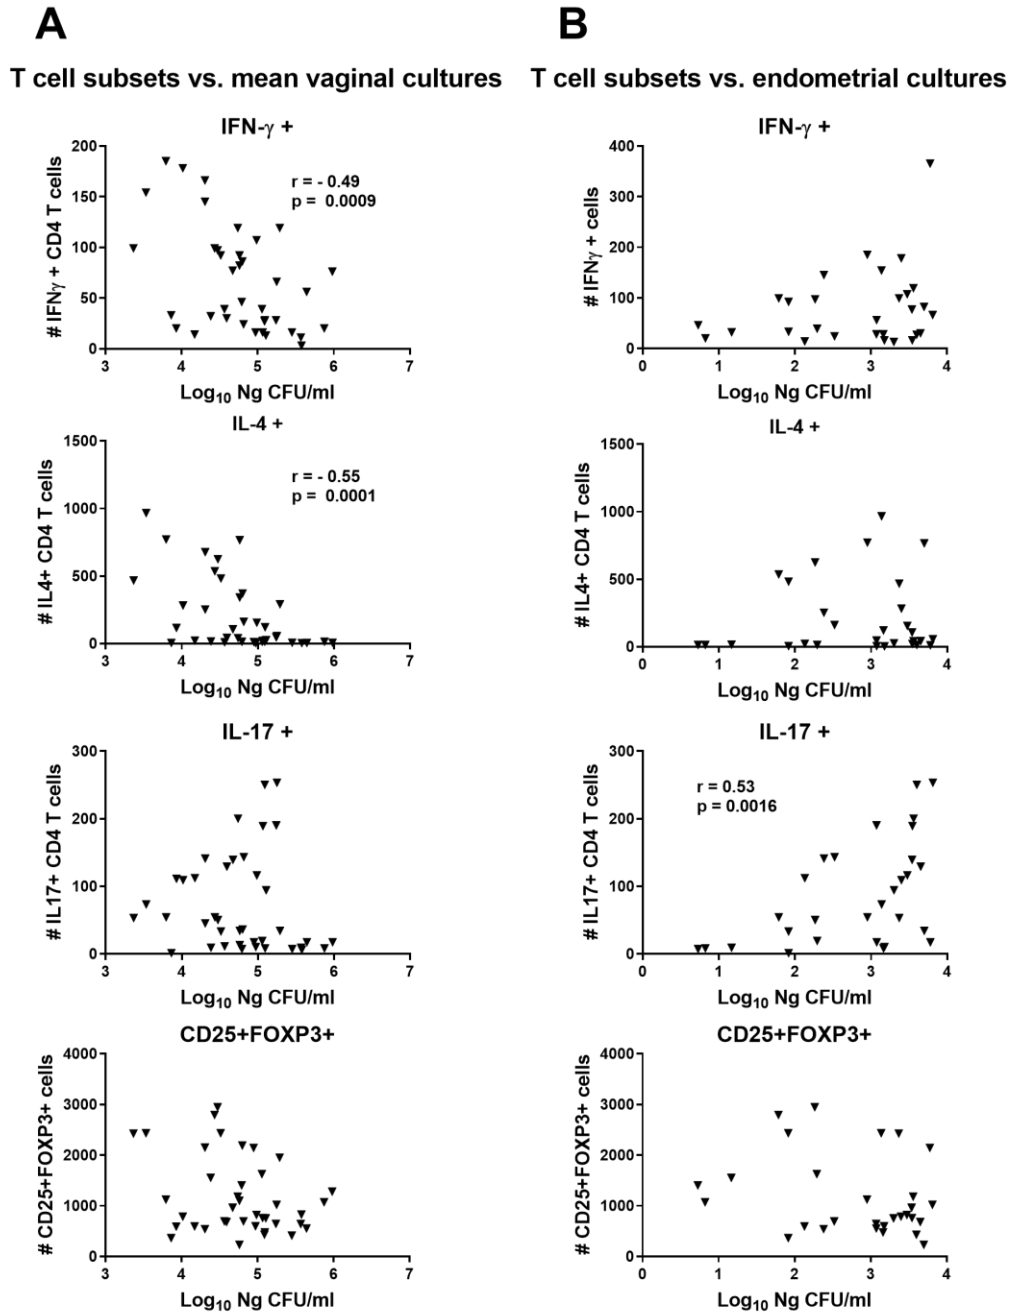 A
B
T cell subsets vs. mean vaginal cultures
T cell subsets vs. endometrial cultures
IFN-γ +
# IFNγ + CD4 T cells
200
150
100
50
0
r = - 0.49
p = 0.0009
3 4 5 6 7
Log10 Ng CFU/ml
IFN-γ +
# IFNγ + cells
400
300
200
100
0
0 1 2 3 4
Log10 Ng CFU/ml
IL-4 +
# IL4+ CD4 T cells
1500
1000
500
0
r = - 0.55
p = 0.0001
3 4 5 6 7
Log10 Ng CFU/ml
IL-4 +
# IL4+ CD4 T cells
1500
1000
500
0
0 1 2 3 4
Log10 Ng CFU/ml
IL-17 +
# IL17+ CD4 T cells
300
200
100
0
3 4 5 6 7
Log10 Ng CFU/ml
IL-17 +
# IL17+ CD4 T cells
300
200
100
0
r = 0.53
p = 0.0016
0 1 2 3 4
Log10 Ng CFU/ml
CD25+FOXP3+
# CD25+FOXP3+ cells
4000
3000
2000
1000
0
3 4 5 6 7
Log10 Ng CFU/ml
CD25+FOXP3+
# CD25+FOXP3+ cells
4000
3000
2000
1000
0
0 1 2 3 4
Log10 Ng CFU/ml